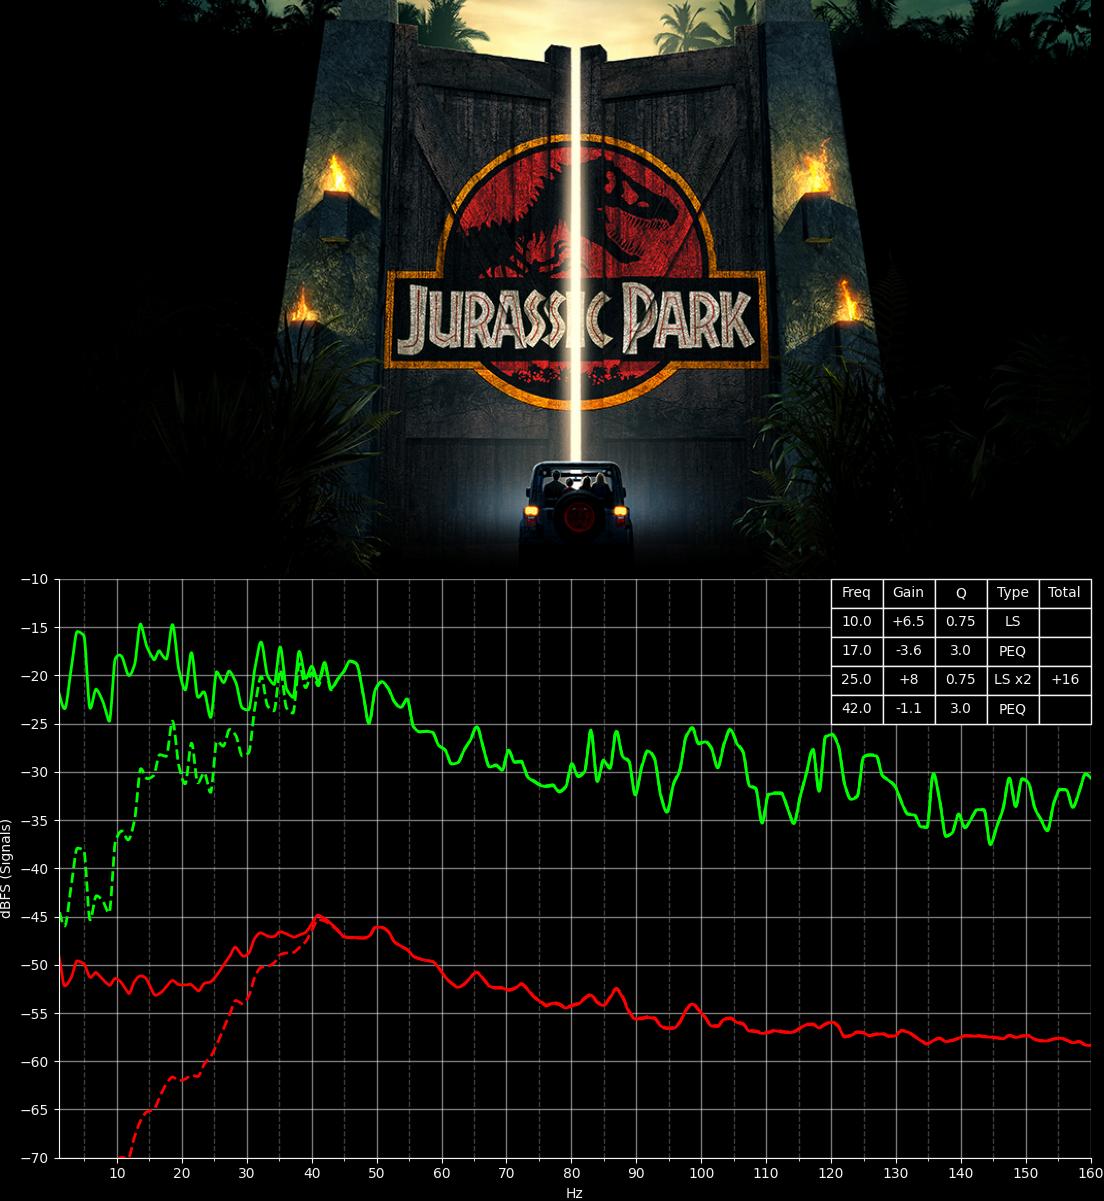 JURASSIC PARK
Freq Gain Q Type Total
10.0 +6.5 0.75 LS
17.0 -3.6 3.0 PEQ
25.0 +8 0.75 LS x2 +16
42.0 -1.1 3.0 PEQ
−10
−15
−20
−25
−30
−35
−40
−45
−50
−55
−60
−65
−70
dBFS (Signals)
10 20 30 40 50 60 70 80 90 100 110 120 130 140 150 160
Hz